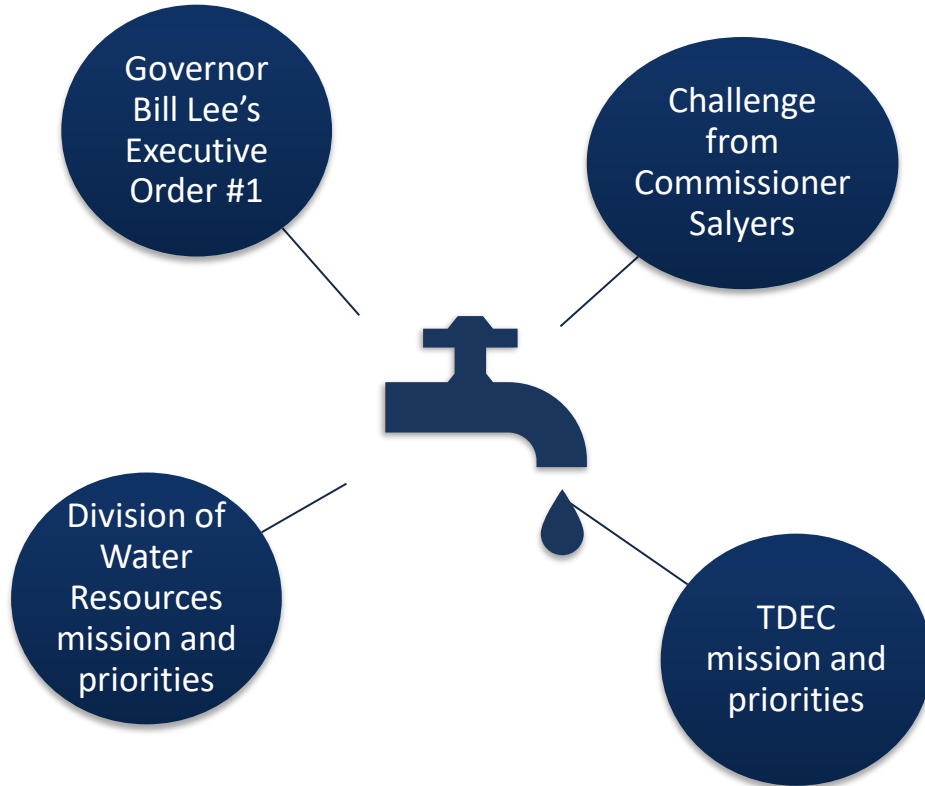 Governor
Bill Lee’s
Executive
Order #1
Challenge
from
Commissioner
Salyers
Division of
Water
Resources
mission and
priorities
TDEC
mission and
priorities